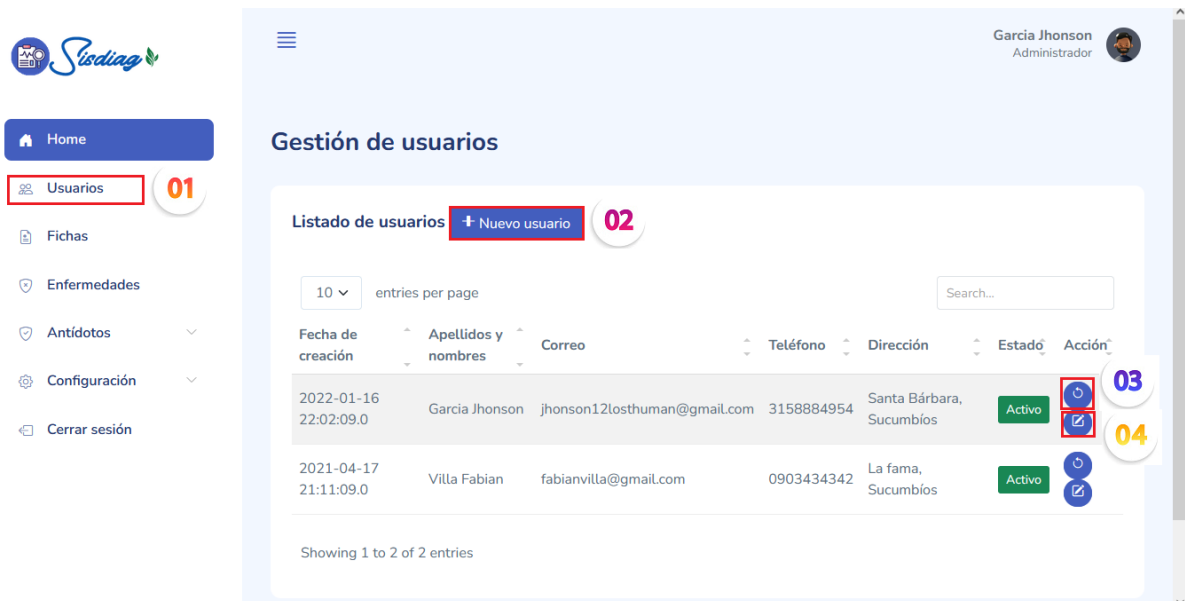 Sisdiag
Garcia Jhonson
Administrador
Home
Usuarios
01
Fichas
Enfermedades
Antídotos
Configuración
Cerrar sesión
Gestión de usuarios
Listado de usuarios + Nuevo usuario 02
10 entries per page Search...
Fecha de creación Apellidos y nombres Correo Teléfono Dirección Estado Acción
2022-01-16 22:02:09.0 Garcia Jhonson jhonson12losthuman@gmail.com 3158884954 Santa Bárbara, Sucumbíos Activo
03
04
2021-04-17 21:11:09.0 Villa Fabian fabianvilla@gmail.com 0903434342 La fama, Sucumbíos Activo
Showing 1 to 2 of 2 entries